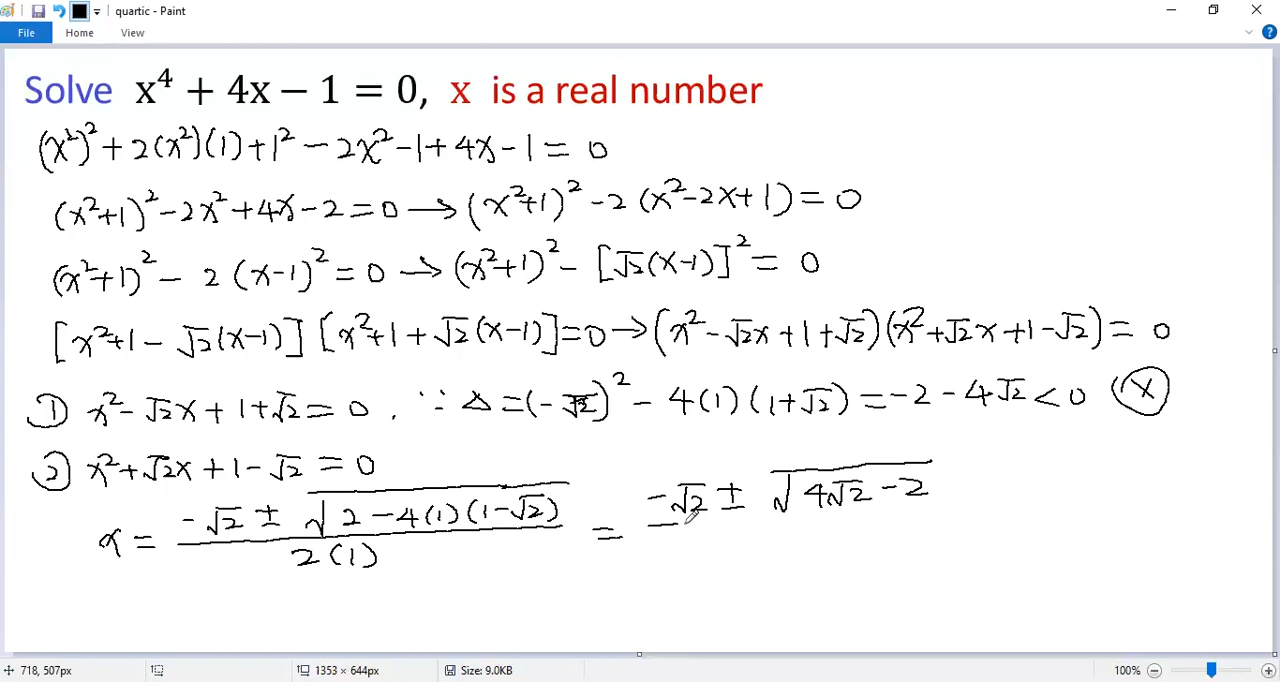 quartic - Paint
File Home View
Solve x⁴ + 4x − 1 = 0, x is a real number
(x²)² + 2(x²)(1) + 1² − 2x² − 1 + 4x − 1 = 0
(x²+1)² − 2x² + 4x − 2 = 0 → (x²+1)² − 2(x² − 2x + 1) = 0
(x²+1)² − 2(x−1)² = 0 → (x²+1)² − [√2(x−1)]² = 0
[x²+1 − √2(x−1)][x²+1 + √2(x−1)] = 0 → (x² − √2x + 1 + √2)(x² + √2x + 1 − √2) = 0
① x² − √2x + 1 + √2 = 0 . ∵ Δ = (−√2)² − 4(1)(1+√2) = −2 − 4√2 < 0 (X)
② x² + √2x + 1 − √2 = 0
x = (−√2 ± √(2 − 4(1)(1−√2))) / 2(1) = −√2 ± √(4√2 − 2)
718, 507px 1353 × 644px Size: 9.0KB 100%